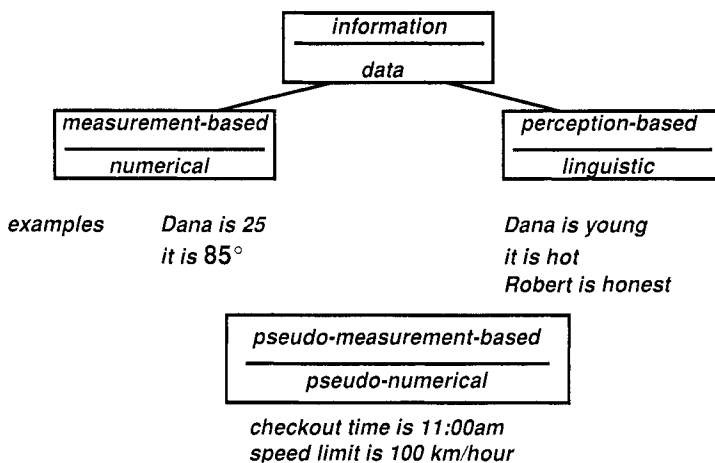 information
data
measurement-based
numerical
perception-based
linguistic
examples
Dana is 25
it is 85°
Dana is young
it is hot
Robert is honest
pseudo-measurement-based
pseudo-numerical
checkout time is 11:00am
speed limit is 100 km/hour